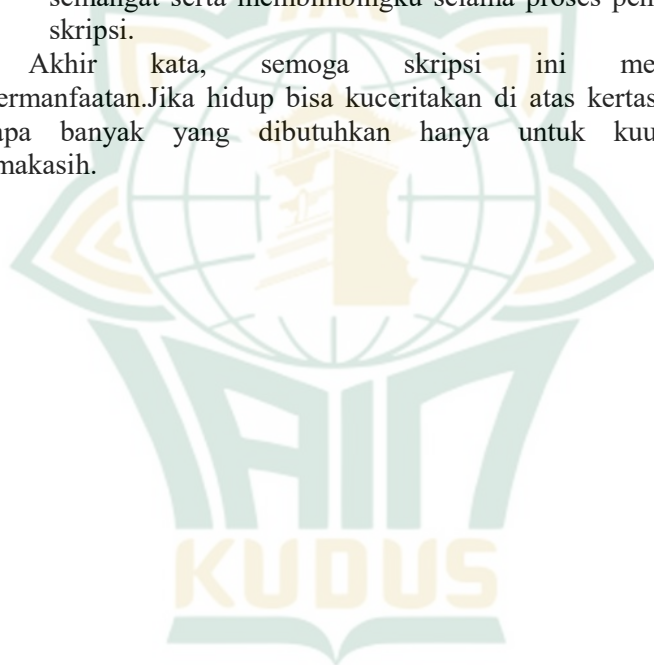 semangat serta membimbingku selama proses pen
skripsi.
Akhir kata, semoga skripsi ini me
ermanfaatan.Jika hidup bisa kuceritakan di atas kertas
apa banyak yang dibutuhkan hanya untuk kuu
makasih.
IAIN
KUDUS